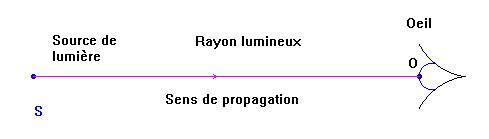 Oeil
Source de
lumière
Rayon lumineux
O
S
Sens de propagation